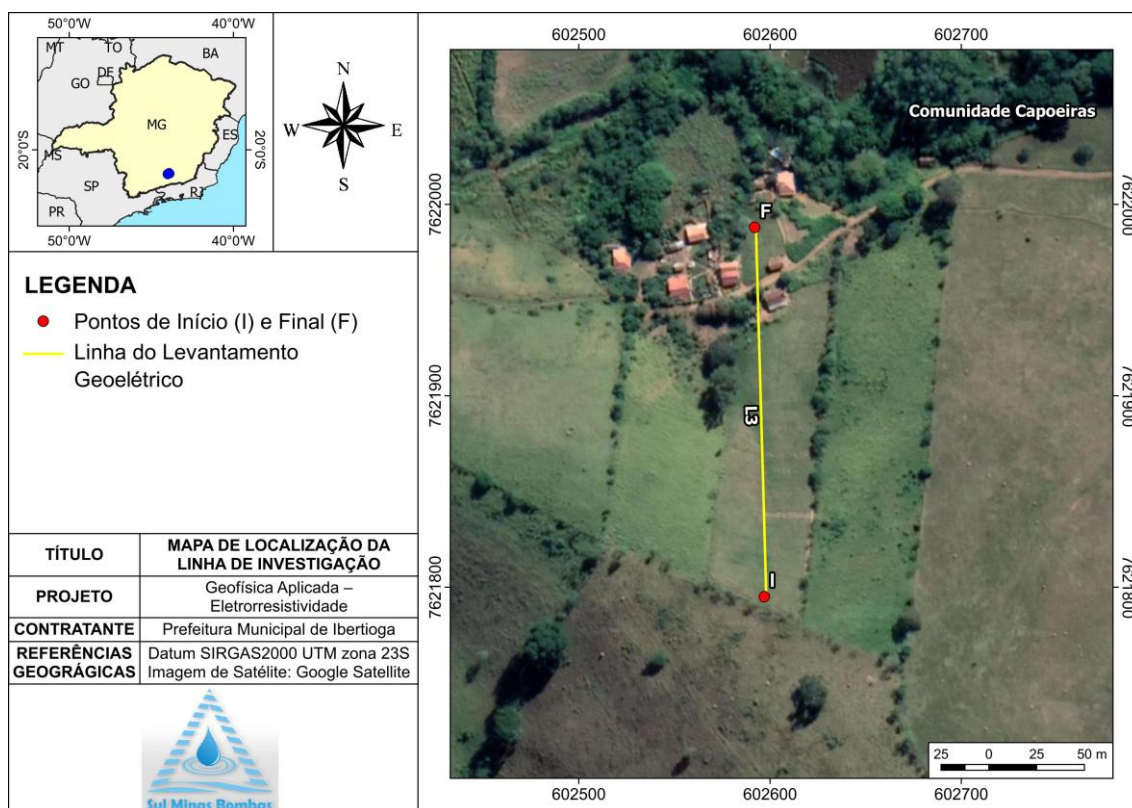 50°0'W 40°0'W
MT TO BA
DF
GO
MG
ES
MS
SP
RJ
PR
20°0'S 20°0'S
50°0'W 40°0'W
N
W E
S
LEGENDA
Pontos de Início (I) e Final (F)
Linha do Levantamento
Geoelétrico
TÍTULO
MAPA DE LOCALIZAÇÃO DA
LINHA DE INVESTIGAÇÃO
PROJETO
Geofísica Aplicada –
Eletrorresistividade
CONTRATANTE
Prefeitura Municipal de Ibertioga
REFERÊNCIAS
GEOGRÁGICAS
Datum SIRGAS2000 UTM zona 23S
Imagem de Satélite: Google Satellite
Sul Minas Bombas
602500 602600 602700
Comunidade Capoeiras
7622000 7622000
F
7621900 7621900
L3
I
7621800 7621800
25 0 25 50 m
602500 602600 602700